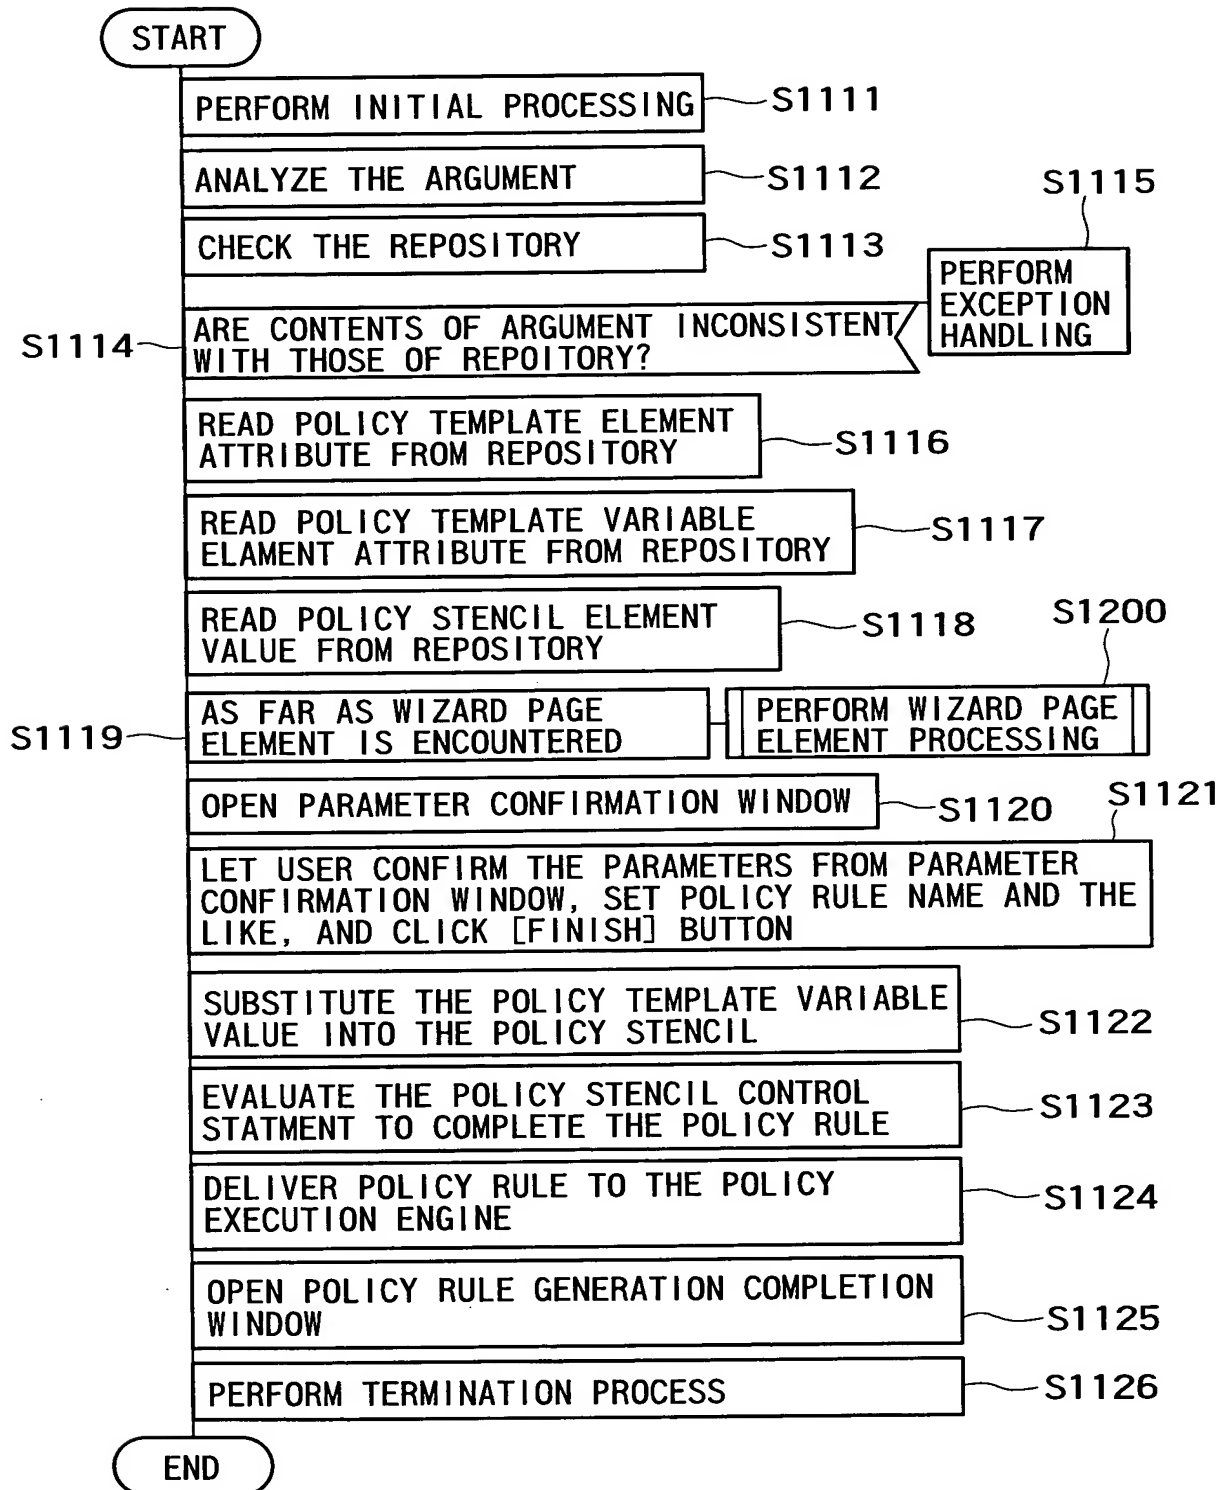 START
PERFORM INITIAL PROCESSING
S1111
ANALYZE THE ARGUMENT
S1112
CHECK THE REPOSITORY
S1113
S1115
PERFORM
EXCEPTION
HANDLING
S1114
ARE CONTENTS OF ARGUMENT INCONSISTENT
WITH THOSE OF REPOITORY?
READ POLICY TEMPLATE ELEMENT
ATTRIBUTE FROM REPOSITORY
S1116
READ POLICY TEMPLATE VARIABLE
ELAMENT ATTRIBUTE FROM REPOSITORY
S1117
READ POLICY STENCIL ELEMENT
VALUE FROM REPOSITORY
S1118
S1200
S1119
AS FAR AS WIZARD PAGE
ELEMENT IS ENCOUNTERED
PERFORM WIZARD PAGE
ELEMENT PROCESSING
OPEN PARAMETER CONFIRMATION WINDOW
S1120
S1121
LET USER CONFIRM THE PARAMETERS FROM PARAMETER
CONFIRMATION WINDOW, SET POLICY RULE NAME AND THE
LIKE, AND CLICK [FINISH] BUTTON
SUBSTITUTE THE POLICY TEMPLATE VARIABLE
VALUE INTO THE POLICY STENCIL
S1122
EVALUATE THE POLICY STENCIL CONTROL
STATMENT TO COMPLETE THE POLICY RULE
S1123
DELIVER POLICY RULE TO THE POLICY
EXECUTION ENGINE
S1124
OPEN POLICY RULE GENERATION COMPLETION
WINDOW
S1125
PERFORM TERMINATION PROCESS
S1126
END